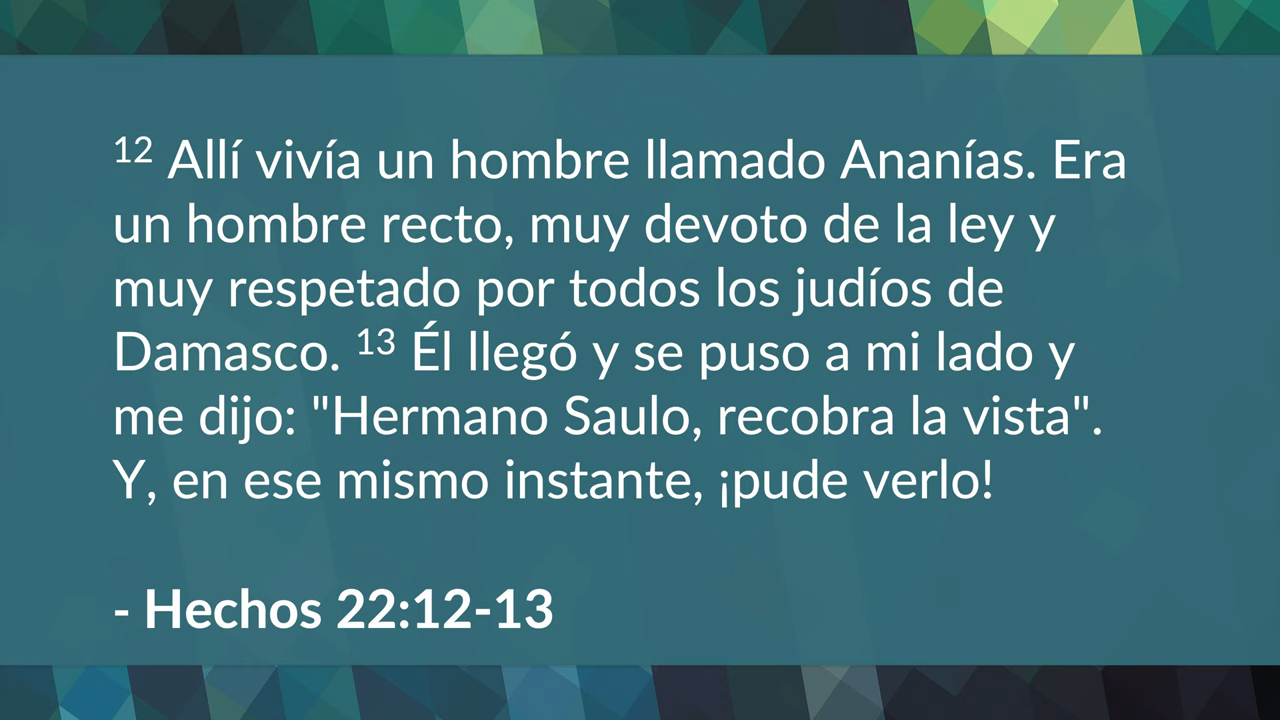 12 Allí vivía un hombre llamado Ananías. Era
un hombre recto, muy devoto de la ley y
muy respetado por todos los judíos de
Damasco. 13 Él llegó y se puso a mi lado y
me dijo: "Hermano Saulo, recobra la vista".
Y, en ese mismo instante, ¡pude verlo!
- Hechos 22:12-13